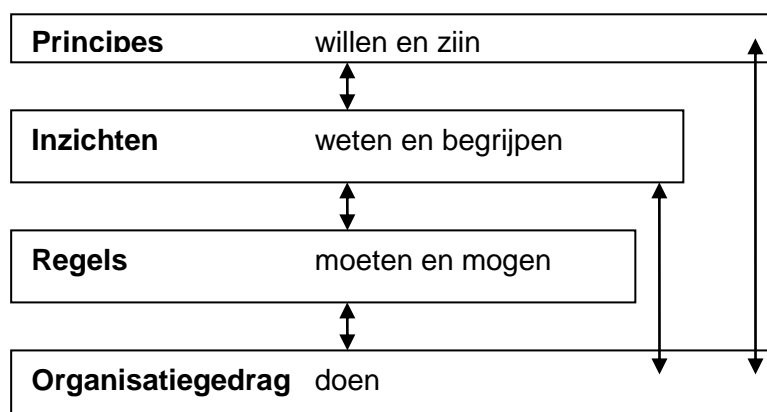 Principes willen en zijn
Inzichten weten en begrijpen
Regels moeten en mogen
Organisatiegedrag doen